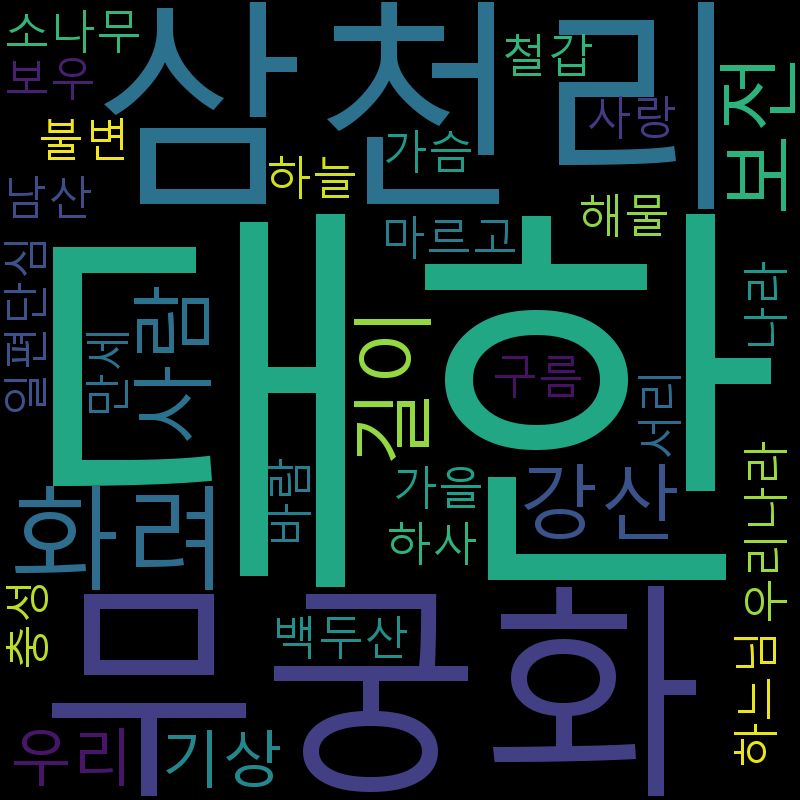 소나무
삼천리
철갑
보우
사랑
보전
불변
가슴
하늘
남산
해물
마르고
대한
일편단심
사람
만세
길이
구름
나라
서리
바람
가을
강산
화려
하사
우리나라
충성
무궁화
백두산
하느님
우리
기상